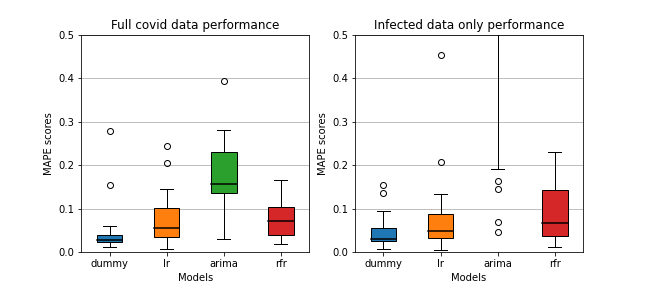 Full covid data performance
0.5
0.4
0.3
0.2
0.1
0.0
MAPE scores
dummy lr arima rfr
Models
Infected data only performance
0.5
0.4
0.3
0.2
0.1
0.0
MAPE scores
dummy lr arima rfr
Models